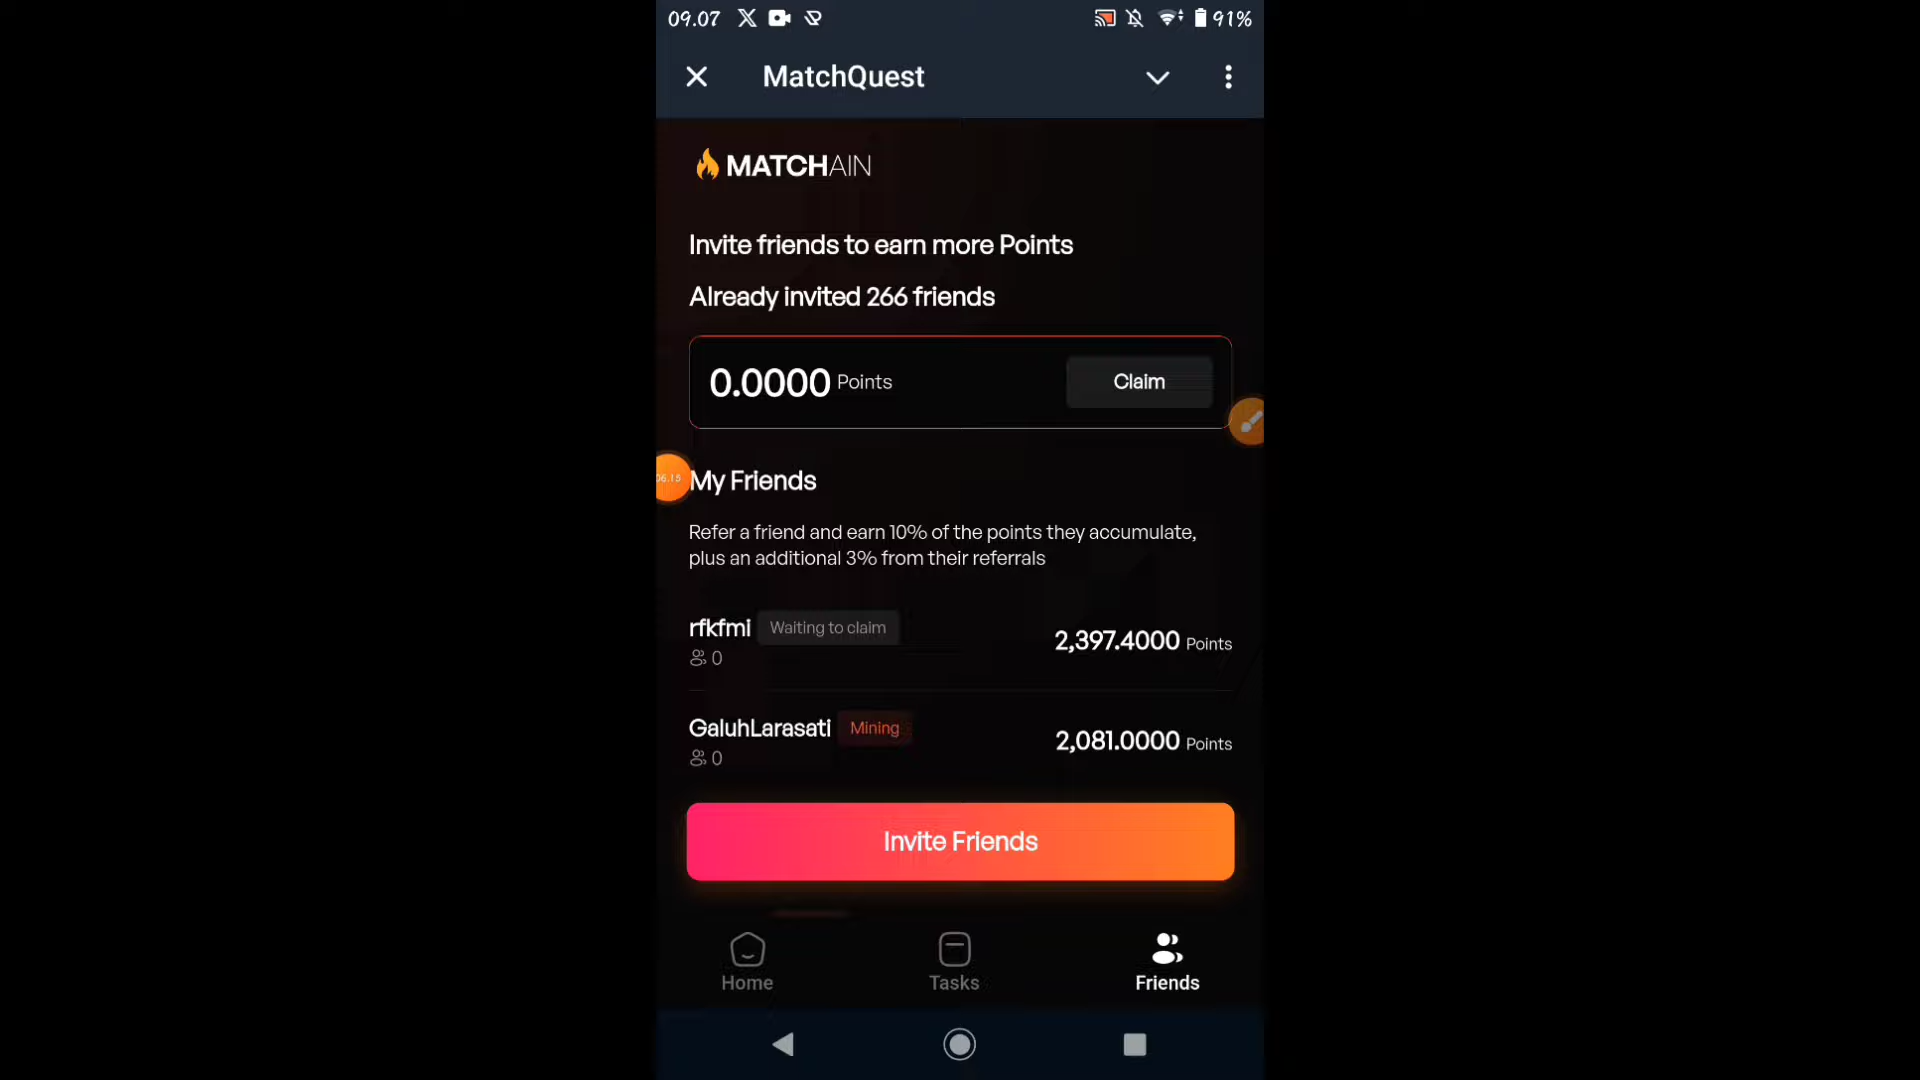 09.07
91%
MatchQuest
MATCHAIN
Invite friends to earn more Points
Already invited 266 friends
0.0000 Points
Claim
06.15
My Friends
Refer a friend and earn 10% of the points they accumulate,
plus an additional 3% from their referrals
rfkfmi Waiting to claim
2,397.4000 Points
0
GaluhLarasati Mining
2,081.0000 Points
0
Invite Friends
Home
Tasks
Friends